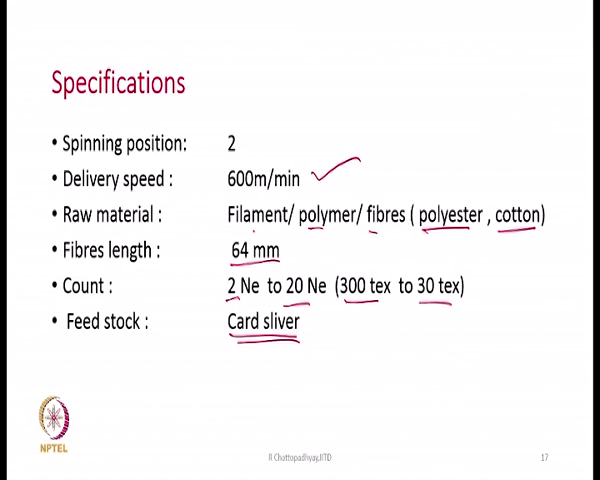 Specifications
• Spinning position: 2
• Delivery speed : 600m/min
• Raw material : Filament/ polymer/ fibres ( polyester , cotton)
• Fibres length : 64 mm
• Count : 2 Ne to 20 Ne (300 tex to 30 tex)
• Feed stock : Card sliver
NPTEL
R Chottopadhyay,IITD
17